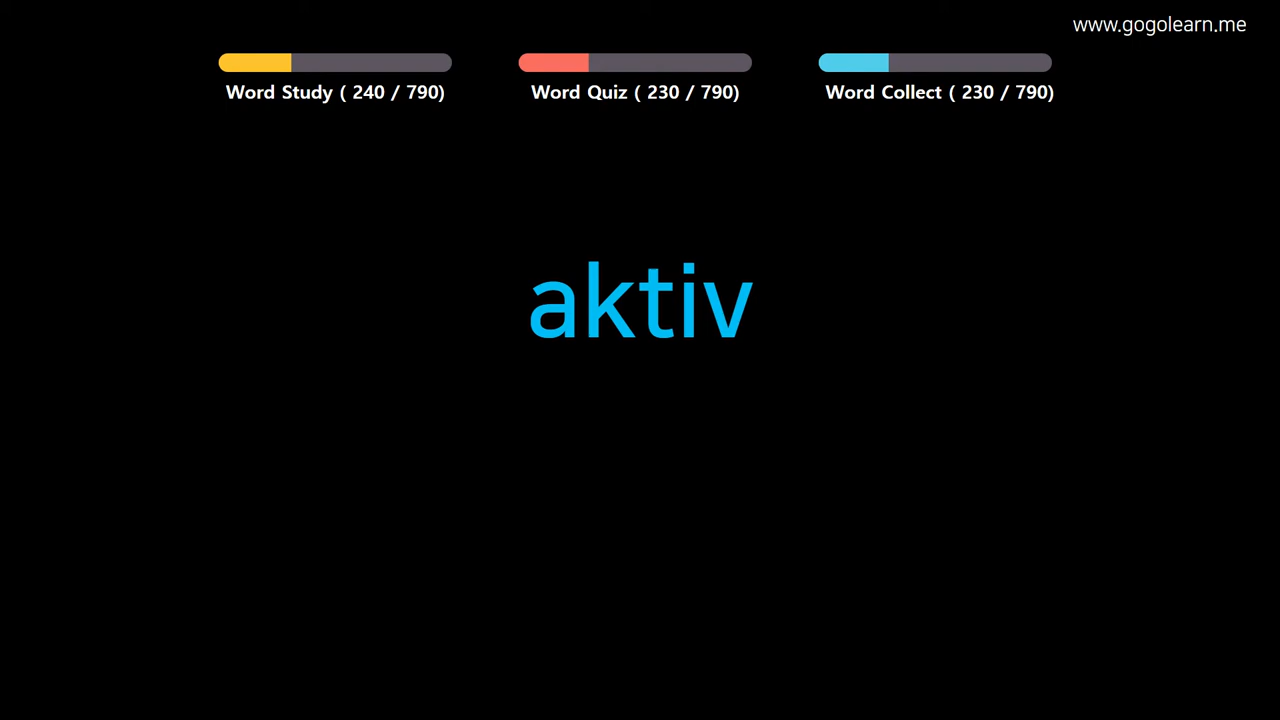 www.gogolearn.me
Word Study ( 240 / 790)
Word Quiz ( 230 / 790)
Word Collect ( 230 / 790)
aktiv